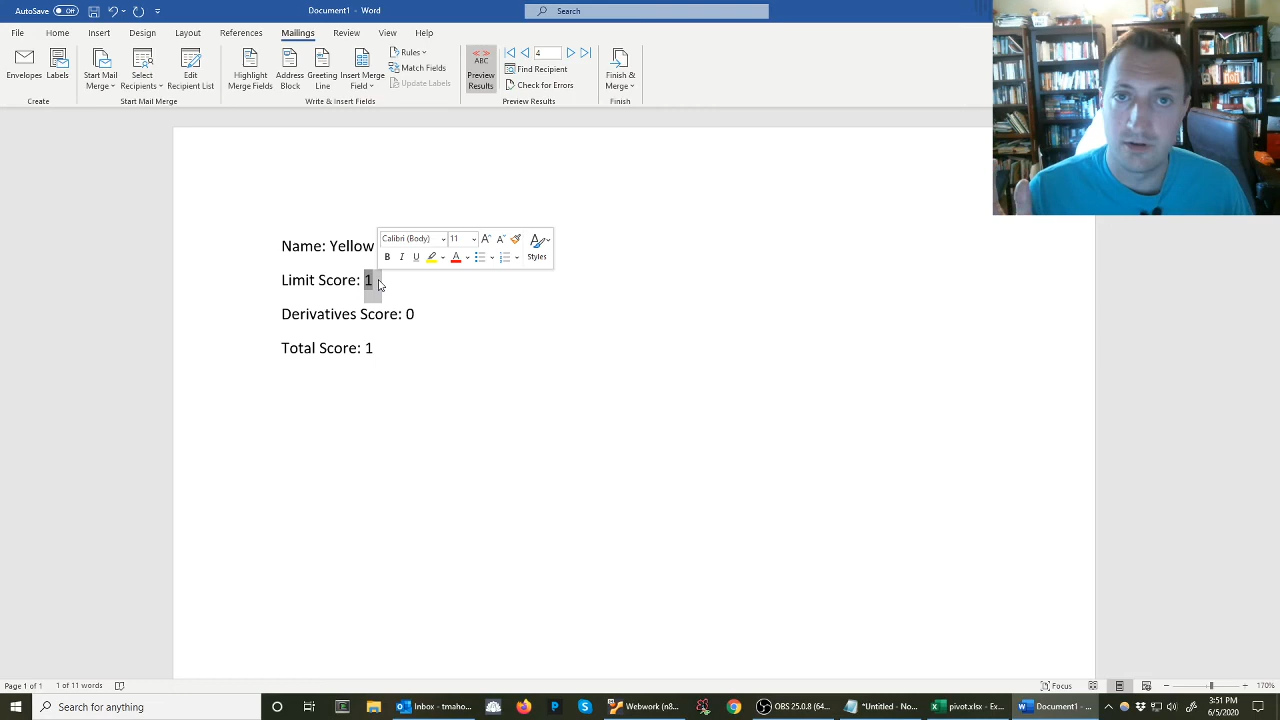 AutoSave Off
Document1 - Word
Search
File Home Insert Design Layout References Mailings Review View Help
Envelopes
Labels
Create
Start Mail Merge
Select Recipients
Edit Recipient List
Start Mail Merge
Highlight Merge Fields
Address Block
Greeting Line
Insert Merge Field
Rules
Match Fields
Update Labels
Write & Insert Fields
ABC
Preview Results
4
Find Recipient
Check for Errors
Preview Results
Finish & Merge
Finish
Calibri (Body) 11
B I U A Styles
Name: Yellow
Limit Score: 1
Derivatives Score: 0
Total Score: 1
Page 1 of 1 1 of 11 words
Focus
170%
Search for anything
Inbox - tmaho...
Webwork (n8...
OBS 25.0.8 (64...
*Untitled - No...
pivot.xlsx - Ex...
Document1 - ...
3:51 PM
6/5/2020